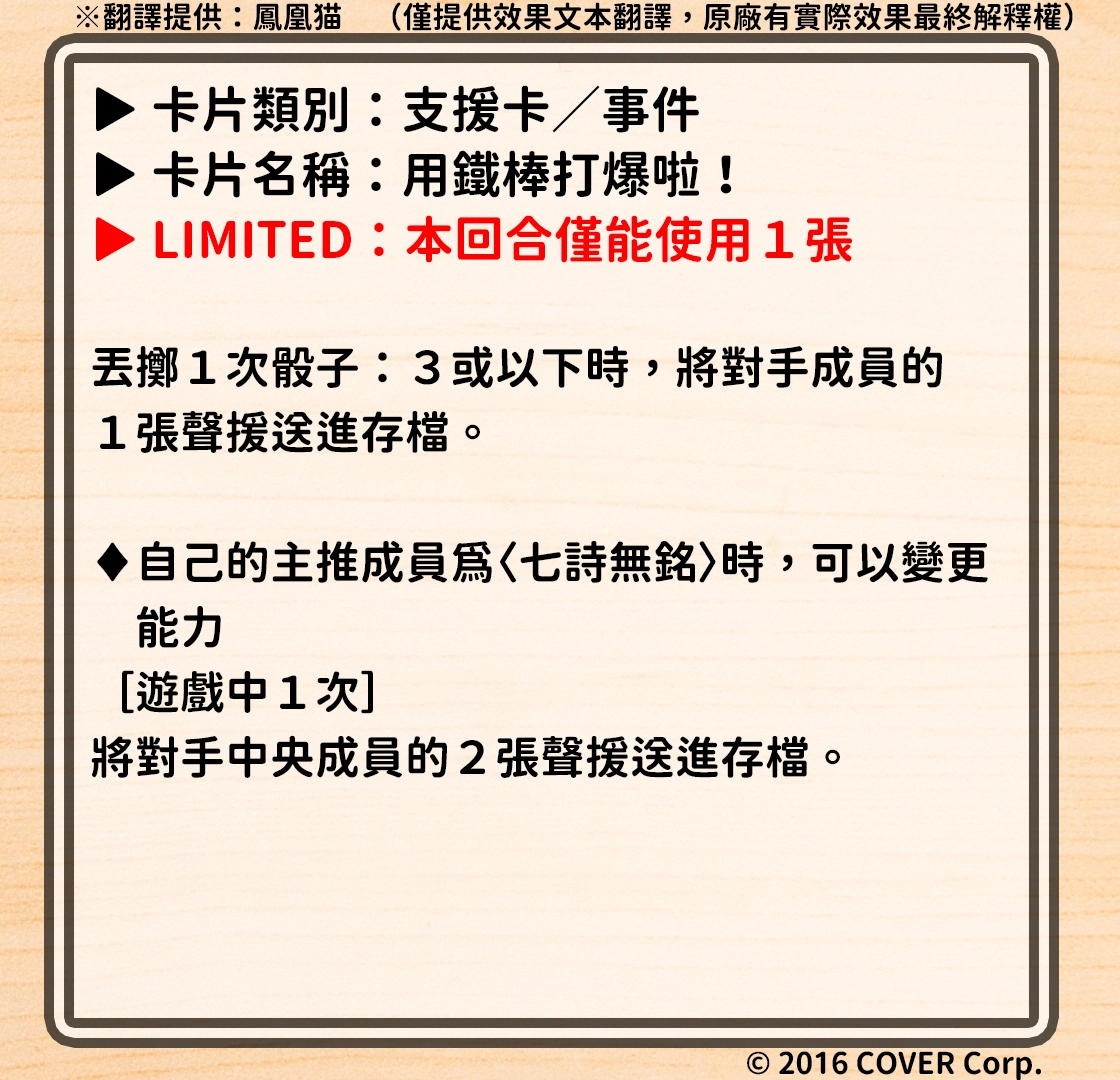 ※翻譯提供：鳳凰猫　（僅提供效果文本翻譯，原廠有實際效果最終解釋權）
▶ 卡片類別：支援卡／事件
▶ 卡片名稱：用鐵棒打爆啦！
▶ LIMITED：本回合僅能使用１張
丟擲１次骰子：３或以下時，將對手成員的
１張聲援送進存檔。
♦自己的主推成員爲〈七詩無銘〉時，可以變更
能力
［遊戲中１次］
將對手中央成員的２張聲援送進存檔。
© 2016 COVER Corp.